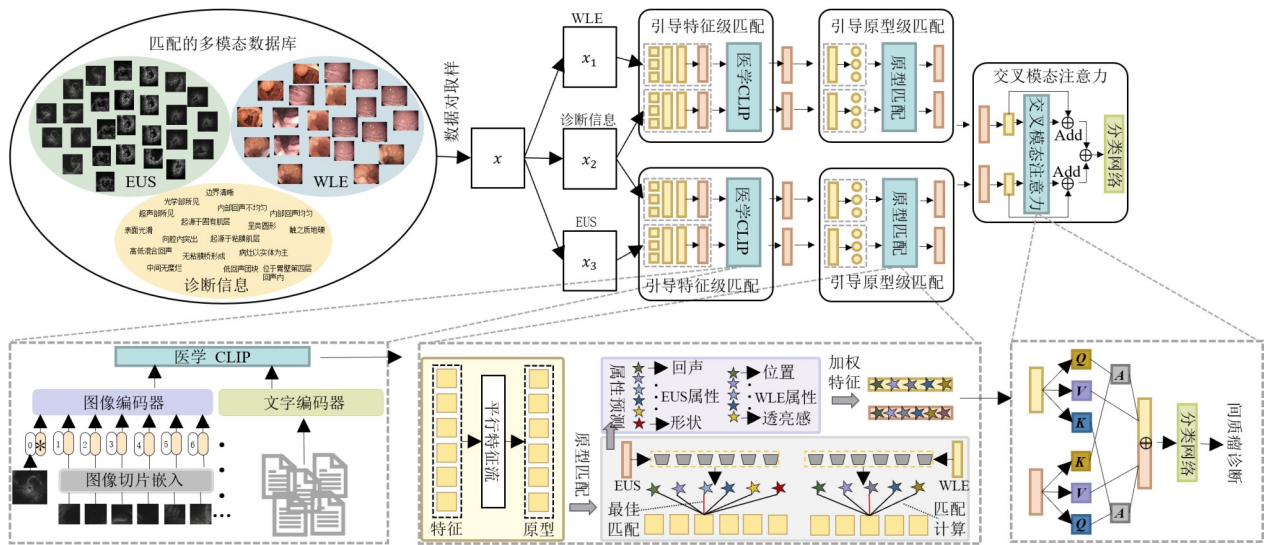 匹配的多模态数据库
EUS
WLE
边界清晰
光学部所见
内部回声不均匀
超声部所见
内部回声均匀
起源于固有肌层
呈类圆形
表面光滑
触之质地硬
向腔内突出
起源于粘膜肌层
高低混合回声
病灶以实体为主
无粘膜桥形成
中间无糜烂
低回声团块
位于胃壁第四层
回声内
诊断信息
数据对取样
x
WLE
x₁
诊断信息
x₂
EUS
x₃
引导特征级匹配
医学CLIP
医学CLIP
引导特征级匹配
引导原型级匹配
原型匹配
原型匹配
引导原型级匹配
交叉模态注意力
交叉模态注意力
Add
Add
分类网络
医学 CLIP
图像编码器
文字编码器
0
*
1
2
3
4
5
6
图像切片嵌入
特征
平行特征流
原型
原型匹配
属性预测
回声
EUS属性
形状
位置
WLE属性
透亮感
加权
特征
EUS
WLE
最佳
匹配
匹配
计算
Q
V
K
K
V
Q
A
A
分类网络
间质瘤诊断